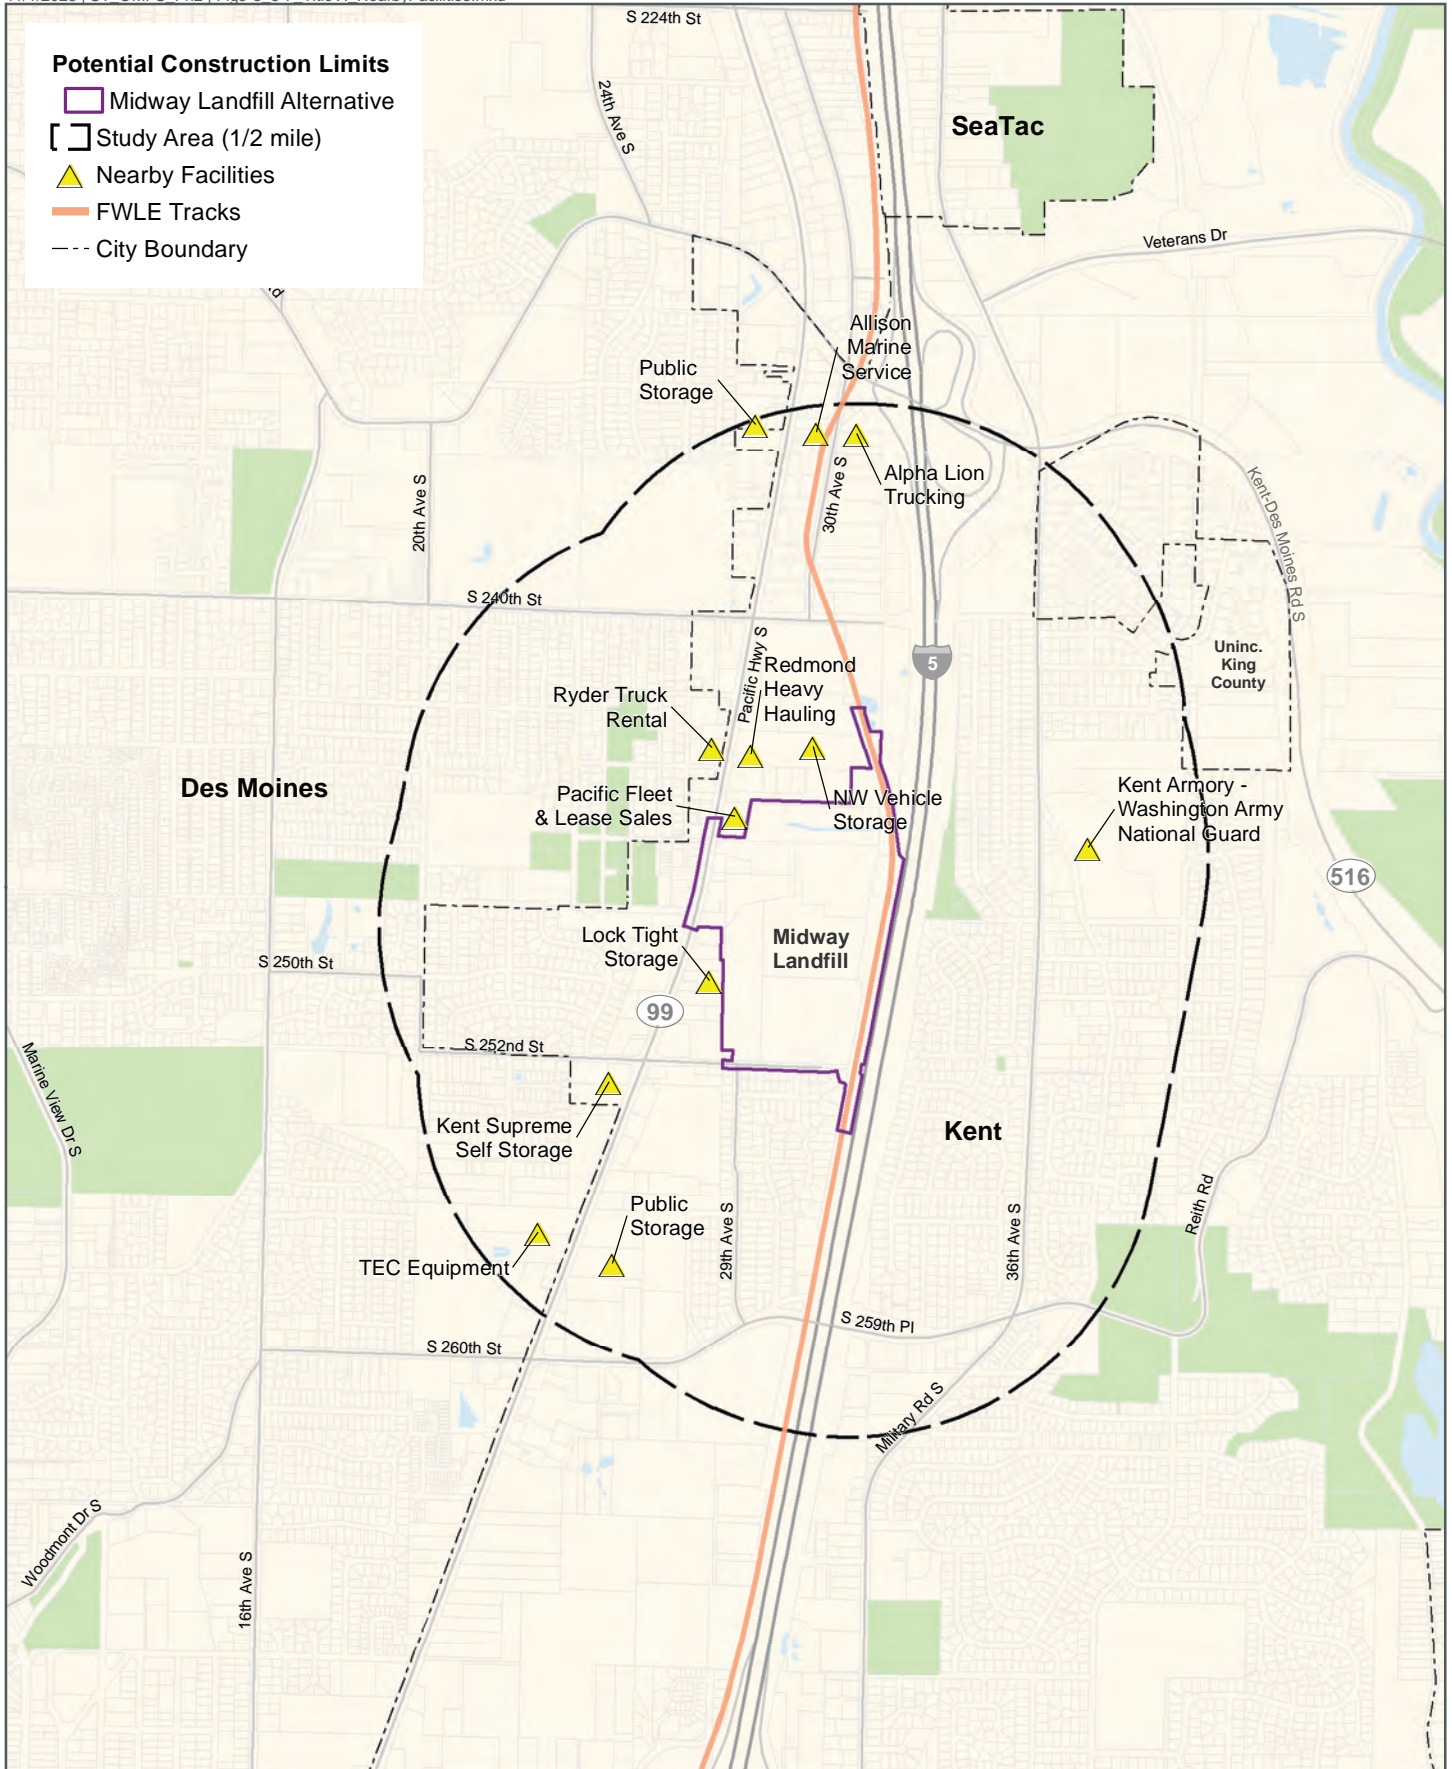 S 224th St
Potential Construction Limits
Midway Landfill Alternative
Study Area (1/2 mile)
Nearby Facilities
FWLE Tracks
City Boundary
24th Ave S
SeaTac
Veterans Dr
Allison
Marine
Service
Public
Storage
Alpha Lion
Trucking
30th Ave S
20th Ave S
Kent-Des Moines Rd S
S 240th St
Pacific Hwy S
5
Uninc.
King
County
Redmond
Heavy
Hauling
Ryder Truck
Rental
Des Moines
Pacific Fleet
& Lease Sales
NW Vehicle
Storage
Kent Armory -
Washington Army
National Guard
516
Lock Tight
Storage
Midway
Landfill
S 250th St
99
S 252nd St
Marine View Dr S
Kent Supreme
Self Storage
Kent
Public
Storage
TEC Equipment
29th Ave S
36th Ave S
Reith Rd
S 259th Pl
S 260th St
Military Rd S
Woodmont Dr S
16th Ave S